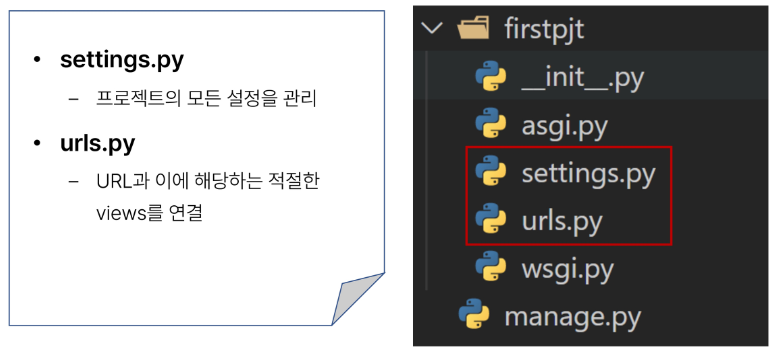 • settings.py
– 프로젝트의 모든 설정을 관리
• urls.py
– URL과 이에 해당하는 적절한
views를 연결
firstpjt
__init__.py
asgi.py
settings.py
urls.py
wsgi.py
manage.py